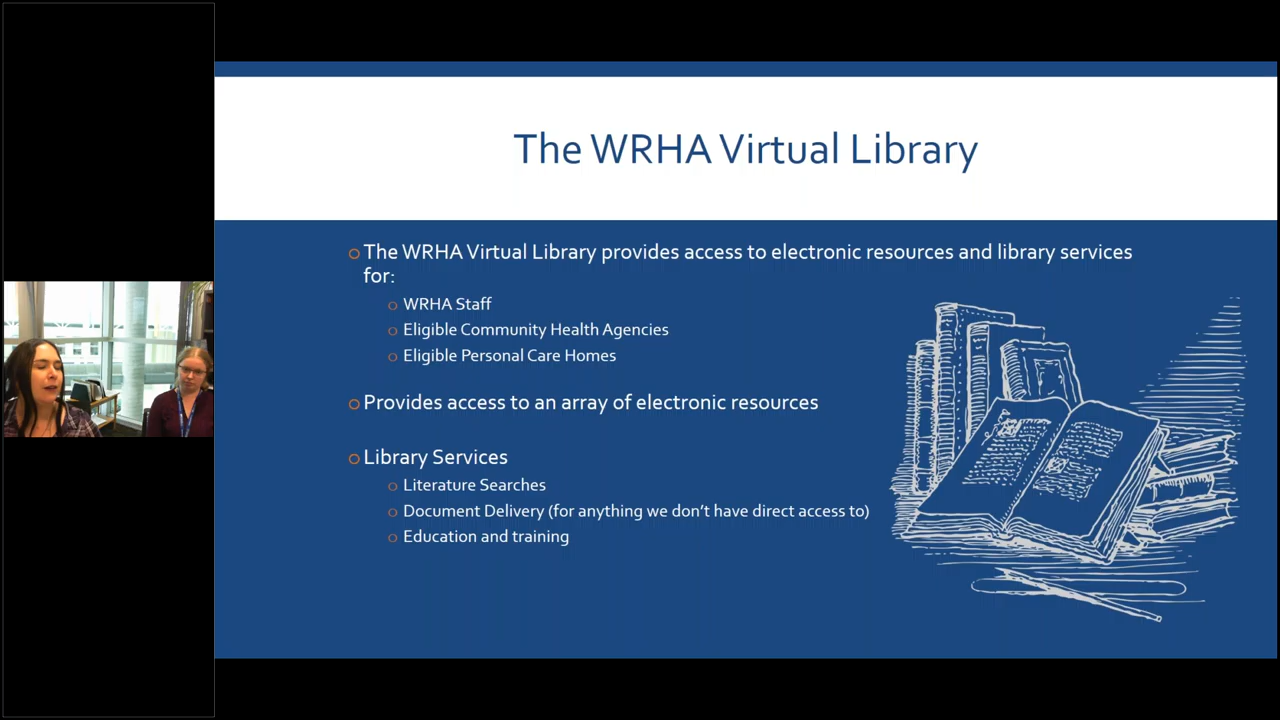 The WRHA Virtual Library
The WRHA Virtual Library provides access to electronic resources and library services
for:
WRHA Staff
Eligible Community Health Agencies
Eligible Personal Care Homes
Provides access to an array of electronic resources
Library Services
Literature Searches
Document Delivery (for anything we don’t have direct access to)
Education and training